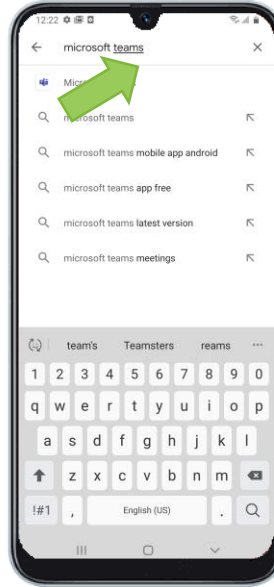 12:22
microsoft teams
microsoft teams
microsoft teams mobile app android
microsoft teams app free
microsoft teams latest version
microsoft teams meetings
team's Teamsters reams
1 2 3 4 5 6 7 8 9 0
q w e r t y u i o p
a s d f g h j k l
z x c v b n m
!#1 , English (US) .